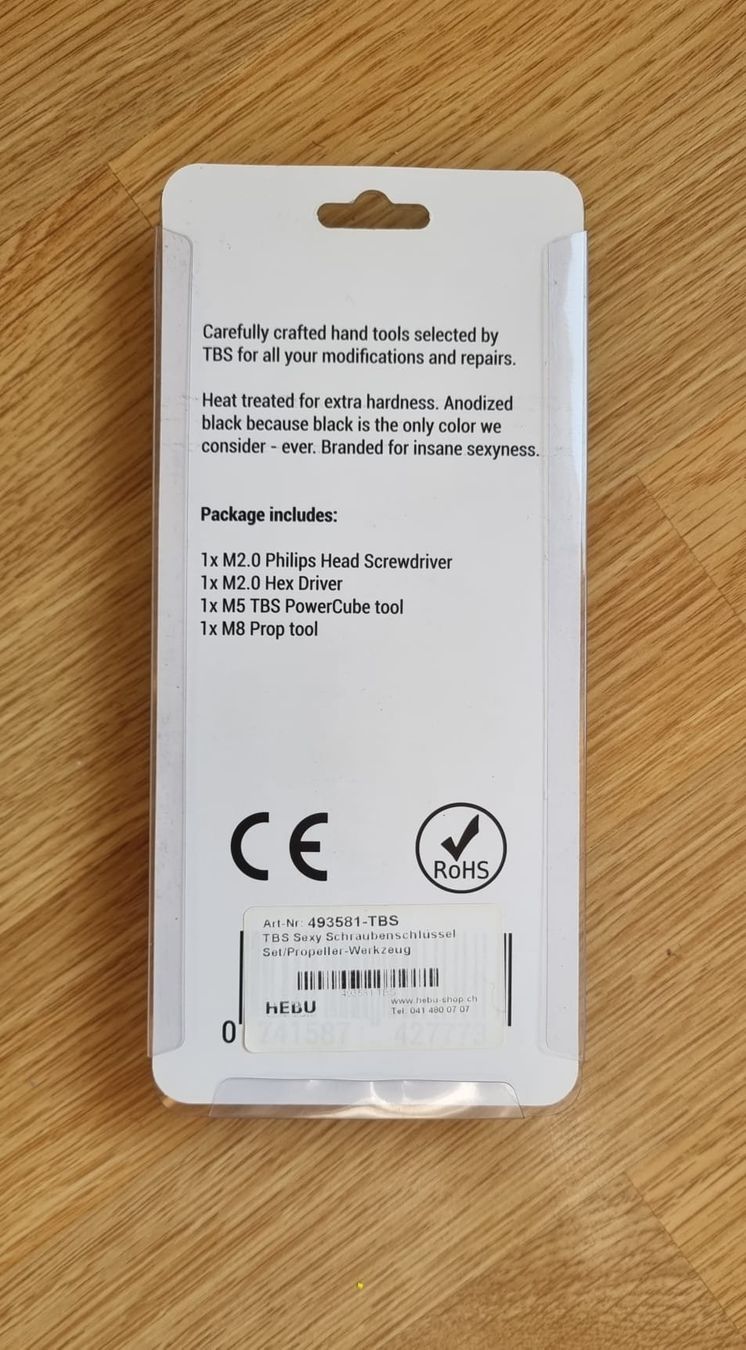 Carefully crafted hand tools selected by
TBS for all your modifications and repairs.
Heat treated for extra hardness. Anodized
black because black is the only color we
consider - ever. Branded for insane sexyness.
Package includes:
1x M2.0 Philips Head Screwdriver
1x M2.0 Hex Driver
1x M5 TBS PowerCube tool
1x M8 Prop tool
CE
RoHS
Art-Nr: 493581-TBS
TBS Sexy Schraubenschlüssel
Set/Propeller-Werkzeug
493581-TBS
HEBU
www.hebu-shop.ch
Tel: 041 480 07 07
0 741587